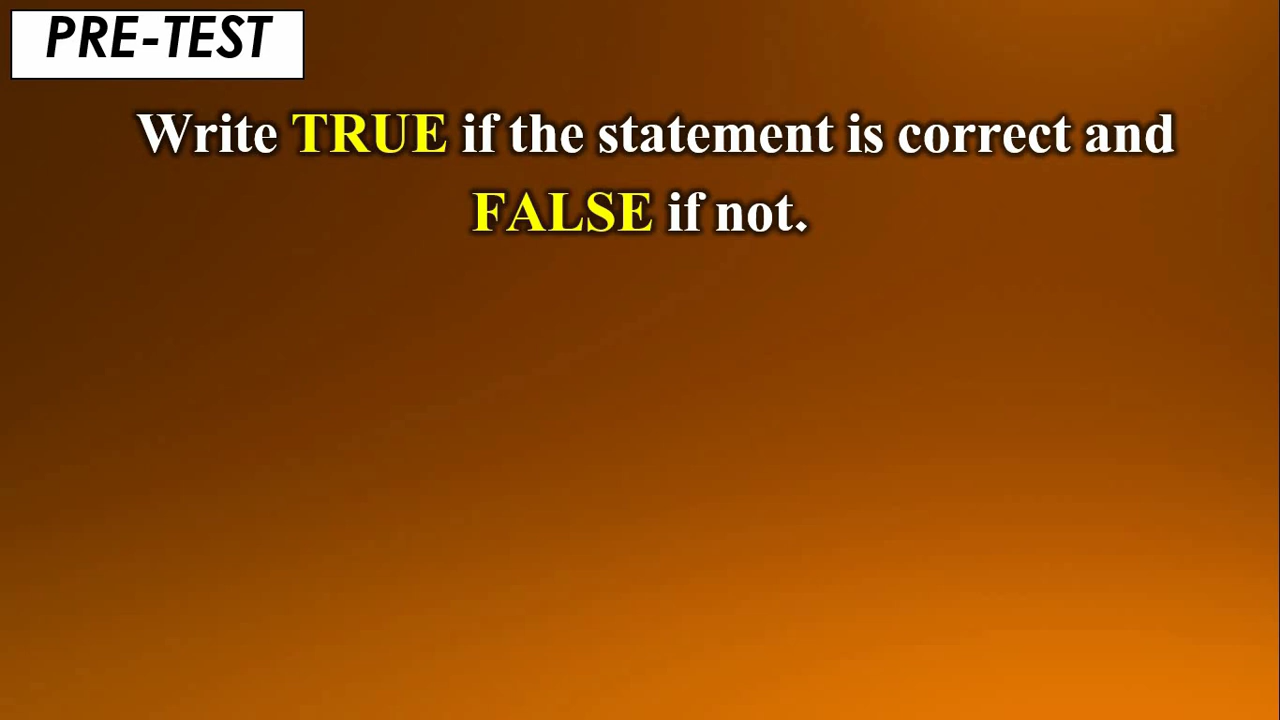 PRE-TEST
Write TRUE if the statement is correct and
FALSE if not.